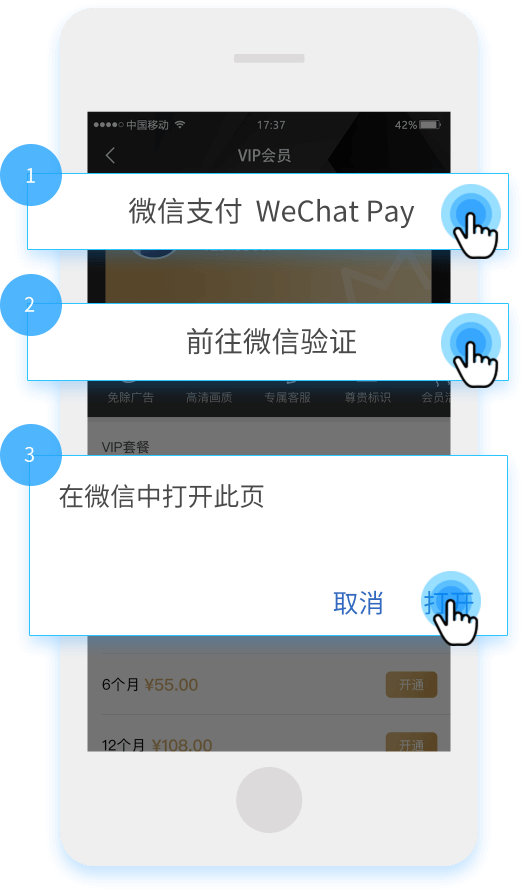 中国移动 17:37 42%
VIP会员
1
微信支付 WeChat Pay
2
前往微信验证
免除广告 高清画质 专属客服 尊贵标识 会员
VIP套餐
3
在微信中打开此页
取消 打开
6个月 ¥55.00 开通
12个月 ¥108.00 开通